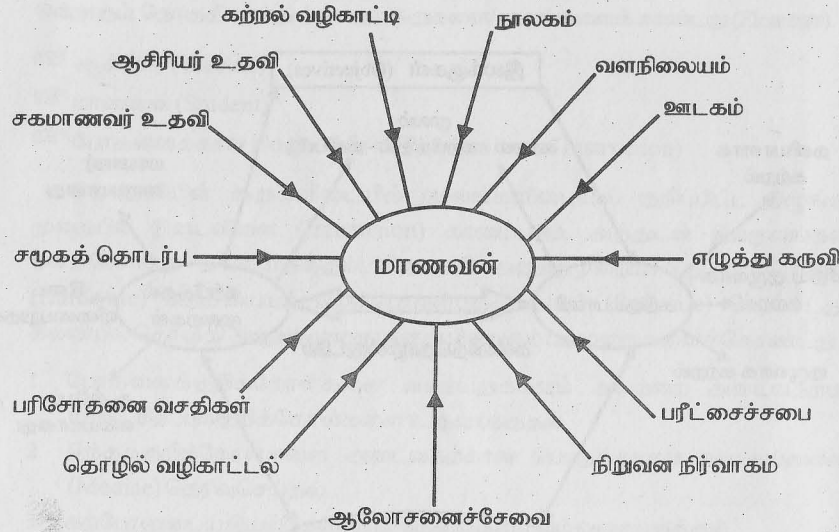 கற்றல் வழிகாட்டி
நூலகம்
ஆசிரியர் உதவி
வளநிலையம்
சகமாணவர் உதவி
ஊடகம்
சமூகத் தொடர்பு
மாணவன்
எழுத்து கருவி
பரிசோதனை வசதிகள்
பரீட்சைச்சபை
தொழில் வழிகாட்டல்
நிறுவன நிர்வாகம்
ஆலோசனைச்சேவை